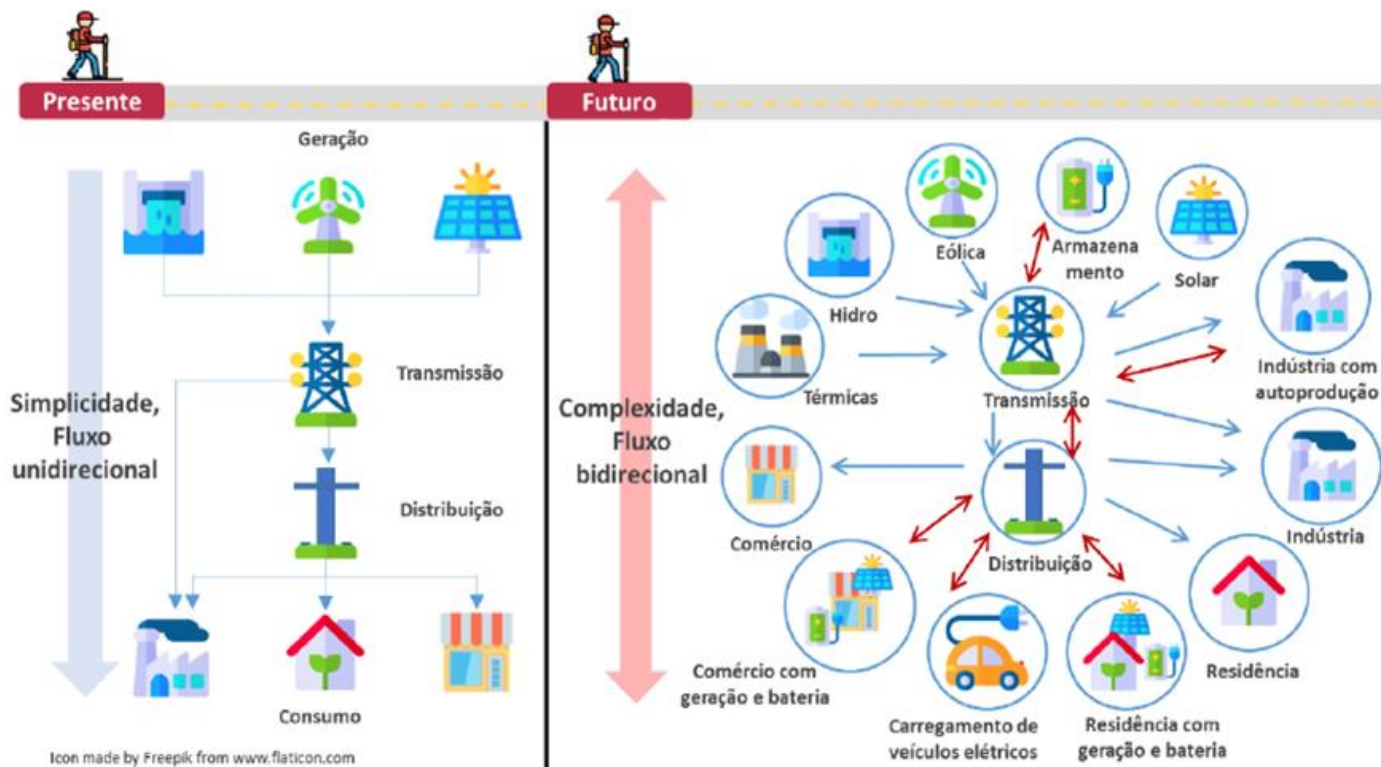 Presente
Futuro
Geração
Transmissão
Simplicidade,
Fluxo
unidirecional
Distribuição
Consumo
Icon made by Freepik from www.flaticon.com
Complexidade,
Fluxo
bidirecional
Eólica
Armazena
mento
Solar
Hidro
Térmicas
Transmissão
Indústria com
autoprodução
Comércio
Distribuição
Indústria
Comércio com
geração e bateria
Carregamento de
veículos elétricos
Residência com
geração e bateria
Residência